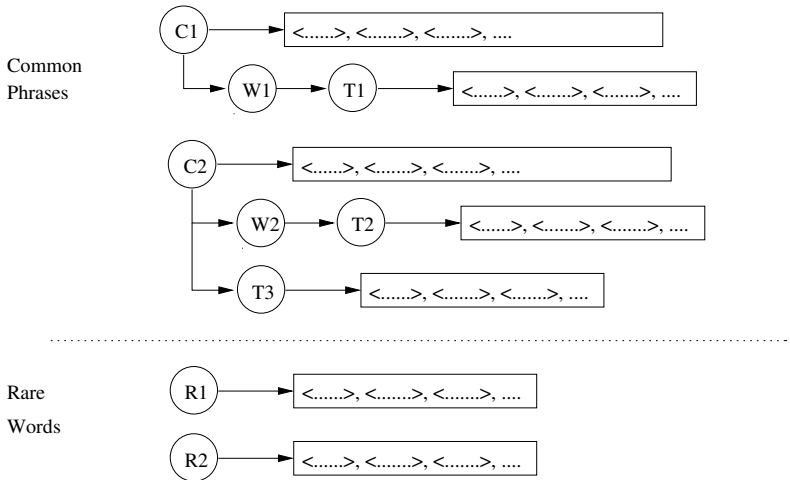 C1 <......>, <.......>, <.......>, ....
Common
Phrases
W1 T1 <......>, <.......>, <.......>, ....
C2 <......>, <.......>, <.......>, ....
W2 T2 <......>, <.......>, <.......>, ....
T3 <......>, <.......>, <.......>, ....
Rare
Words
R1 <......>, <.......>, <.......>, ....
R2 <......>, <.......>, <.......>, ....